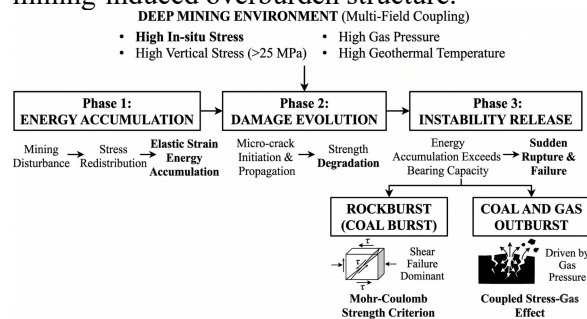 mining-induced overburden structure.
DEEP MINING ENVIRONMENT (Multi-Field Coupling)
• High In-situ Stress
• High Vertical Stress (>25 MPa)
• High Gas Pressure
• High Geothermal Temperature
Phase 1:
ENERGY ACCUMULATION
Phase 2:
DAMAGE EVOLUTION
Phase 3:
INSTABILITY RELEASE
Mining
Disturbance
Stress
Redistribution
Elastic Strain
Energy
Accumulation
Micro-crack
Initiation &
Propagation
Strength
Degradation
Energy
Accumulation Exceeds
Bearing Capacity
Sudden
Rupture &
Failure
ROCKBURST
(COAL BURST)
COAL AND GAS
OUTBURST
τ
τ
τ
Shear
Failure
Dominant
Mohr-Coulomb
Strength Criterion
Driven by
Gas
Pressure
Coupled Stress-Gas
Effect